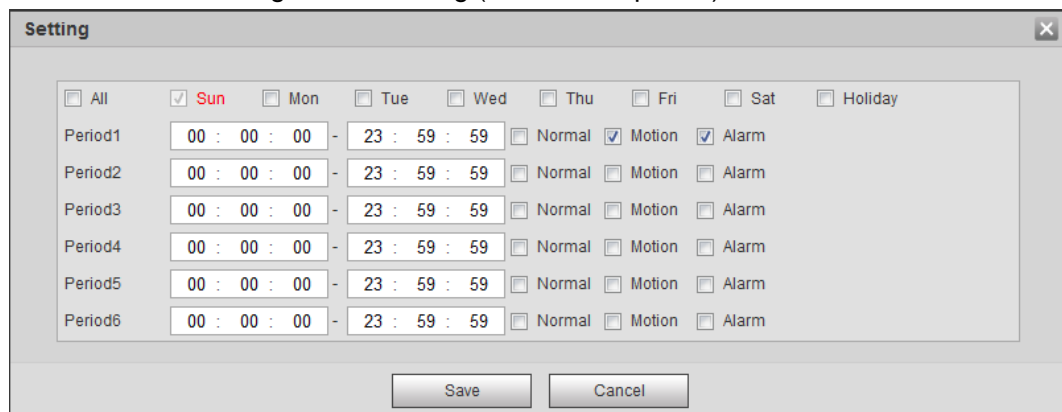 Setting
All Sun Mon Tue Wed Thu Fri Sat Holiday
Period1 00 : 00 : 00 - 23 : 59 : 59 Normal Motion Alarm
Period2 00 : 00 : 00 - 23 : 59 : 59 Normal Motion Alarm
Period3 00 : 00 : 00 - 23 : 59 : 59 Normal Motion Alarm
Period4 00 : 00 : 00 - 23 : 59 : 59 Normal Motion Alarm
Period5 00 : 00 : 00 - 23 : 59 : 59 Normal Motion Alarm
Period6 00 : 00 : 00 - 23 : 59 : 59 Normal Motion Alarm
Save Cancel